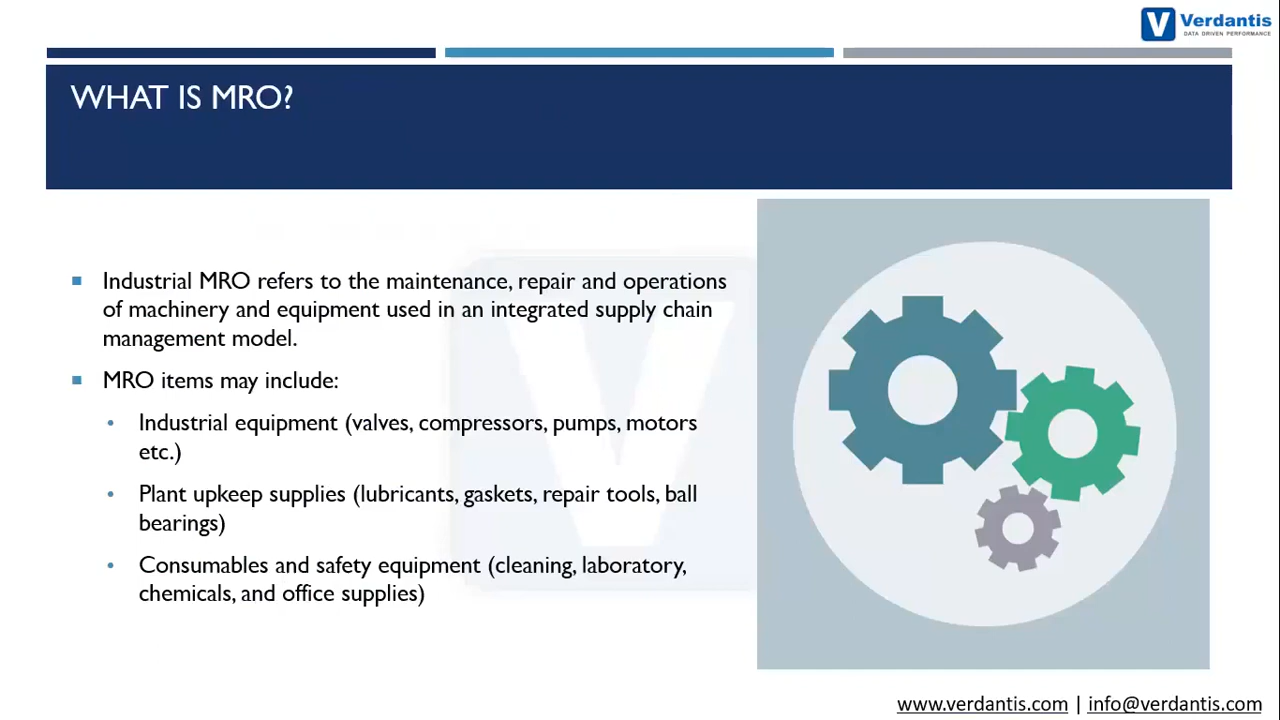 Verdantis
DATA DRIVEN PERFORMANCE
WHAT IS MRO?
Industrial MRO refers to the maintenance, repair and operations
of machinery and equipment used in an integrated supply chain
management model.
MRO items may include:
Industrial equipment (valves, compressors, pumps, motors
etc.)
Plant upkeep supplies (lubricants, gaskets, repair tools, ball
bearings)
Consumables and safety equipment (cleaning, laboratory,
chemicals, and office supplies)
www.verdantis.com | info@verdantis.com